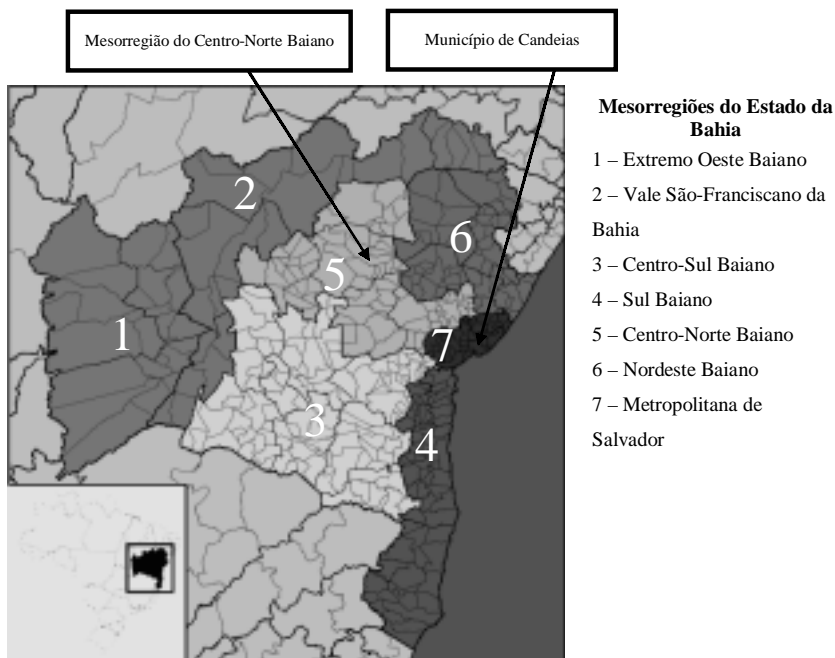 Mesorregião do Centro-Norte Baiano
Município de Candeias
Mesorregiões do Estado da
Bahia
1 – Extremo Oeste Baiano
2 – Vale São-Franciscano da
Bahia
3 – Centro-Sul Baiano
4 – Sul Baiano
5 – Centro-Norte Baiano
6 – Nordeste Baiano
7 – Metropolitana de
Salvador
2
6
5
1
7
3
4